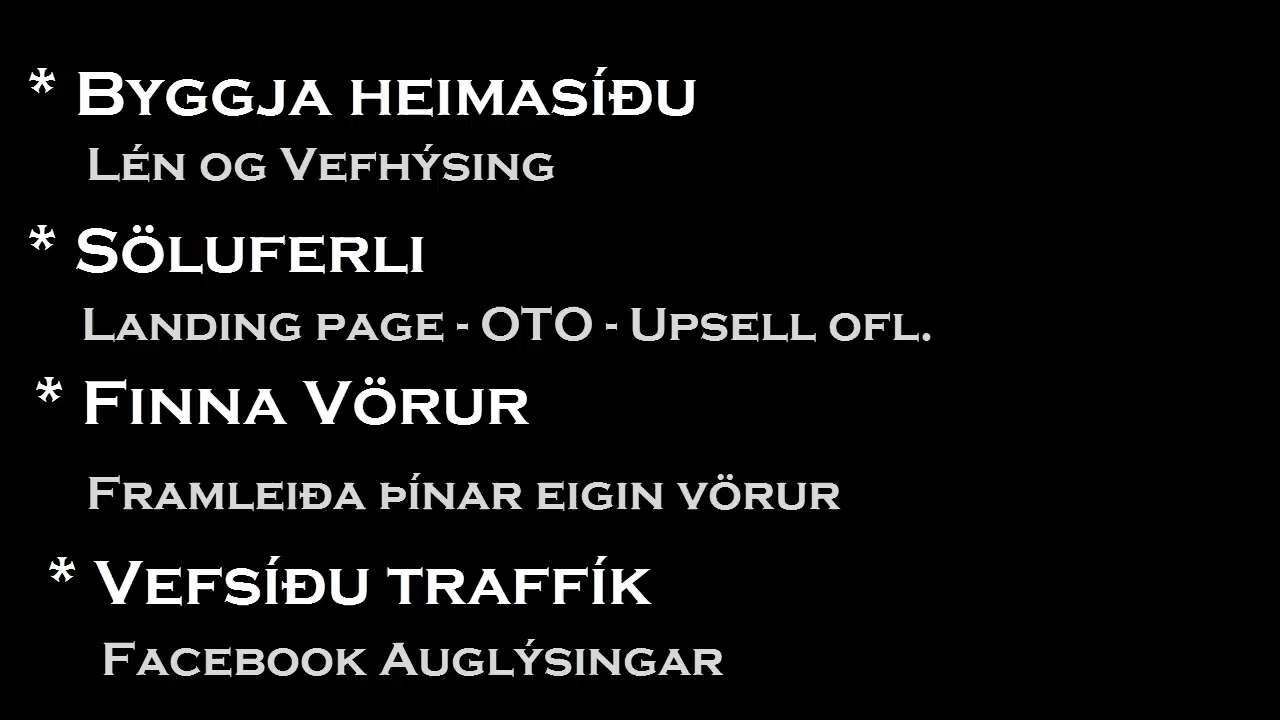 * Byggja heimasíðu
Lén og Vefhýsing
* Söluferli
Landing page - OTO - Upsell ofl.
* Finna Vörur
Framleiða þínar eigin vörur
* Vefsíðu traffík
Facebook Auglýsingar